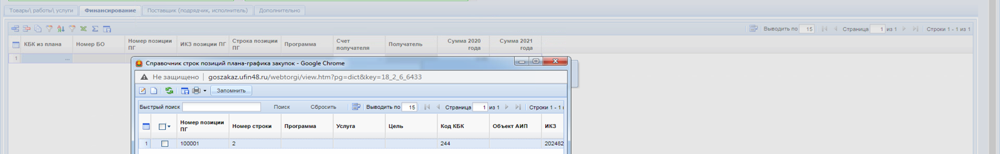 Товары\ работы\ услуги Финансирование Поставщик (подрядчик, исполнитель) Дополнительно
Выводить по 15 Страница 1 из 1 Строки 1 - 1 из 1
КБК из плана Номер БО Номер позиции ПГ ИКЗ позиции ПГ Строка позиции ПГ Программа Счет получателя Получатель Сумма 2020 года Сумма 2021 года
1 ...
Справочник строк позиций плана-графика закупок - Google Chrome
Не защищено goszakaz.ufin48.ru/webtorgi/view.htm?pg=dict&key=18_2_6_6433
Запомнить
Быстрый поиск Поиск Сбросить Выводить по 15 Страница 1 из 1 Строки 1 - 1
Номер позиции ПГ Номер строки Программа Услуга Цель Код КБК Объект АИП ИКЗ
1 100001 2 244 202482